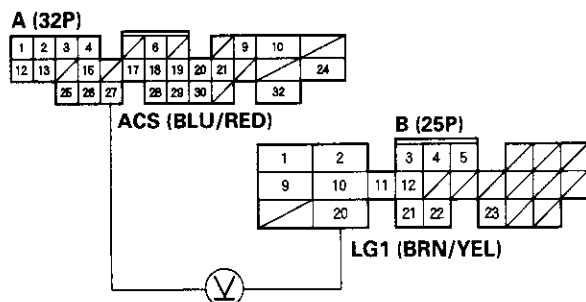 A (32P)
1 2 3 4 6 9 10
12 13 16 17 18 19 20 21 24
25 26 27 28 29 30 32
ACS (BLU/RED)
B (25P)
1 2 3 4 5
9 10 11 12
20 21 22 23
LG1 (BRN/YEL)
V